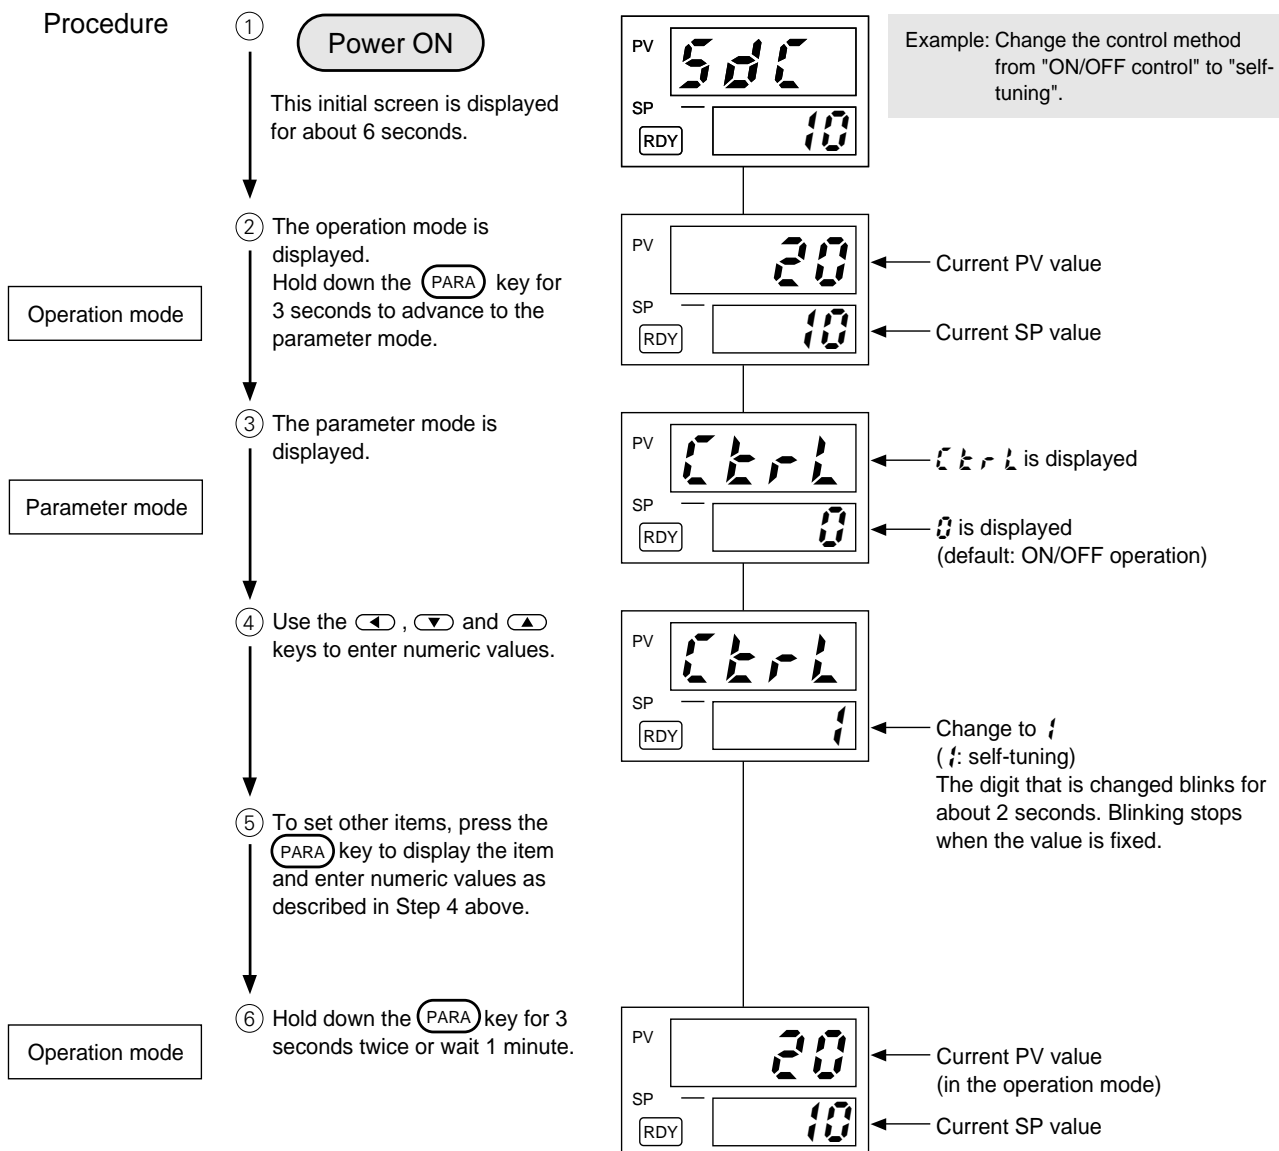 Procedure
①
Power ON
This initial screen is displayed
for about 6 seconds.
PV
SdC
SP
RDY
10
Example: Change the control method
from "ON/OFF control" to "self-
tuning".
Operation mode
② The operation mode is
displayed.
Hold down the PARA key for
3 seconds to advance to the
parameter mode.
PV
20
Current PV value
SP
RDY
10
Current SP value
Parameter mode
③ The parameter mode is
displayed.
PV
CtrL
CtrL is displayed
SP
RDY
0
0 is displayed
(default: ON/OFF operation)
④ Use the ◀ , ▼ and ▲
keys to enter numeric values.
PV
CtrL
SP
RDY
1
Change to 1
( 1: self-tuning)
The digit that is changed blinks for
about 2 seconds. Blinking stops
when the value is fixed.
⑤ To set other items, press the
PARA key to display the item
and enter numeric values as
described in Step 4 above.
Operation mode
⑥ Hold down the PARA key for 3
seconds twice or wait 1 minute.
PV
20
Current PV value
(in the operation mode)
SP
RDY
10
Current SP value